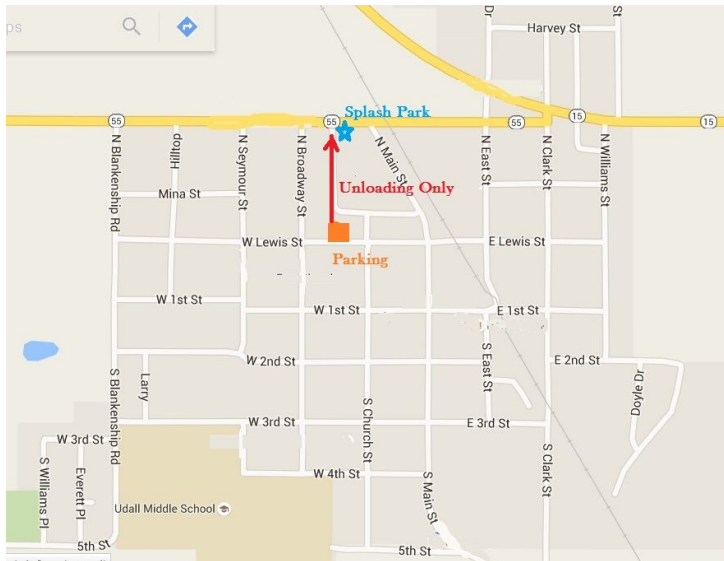 ps
Dr
St
Harvey St
Splash Park
55
55
55
15
15
N Blankenship Rd
Hilltop
N Seymour St
N Broadway St
N Main St
N East St
N Clark St
N Williams St
Mina St
Unloading Only
W Lewis St
E Lewis St
Parking
W 1st St
W 1st St
E 1st St
W 2nd St
E 2nd St
S Blankenship Rd
Larry
S East St
Doyle Dr
S Church St
W 3rd St
E 3rd St
W 3rd St
S Williams Pl
Everett Pl
W 4th St
S Main St
S Clark St
Udall Middle School
5th St
5th St